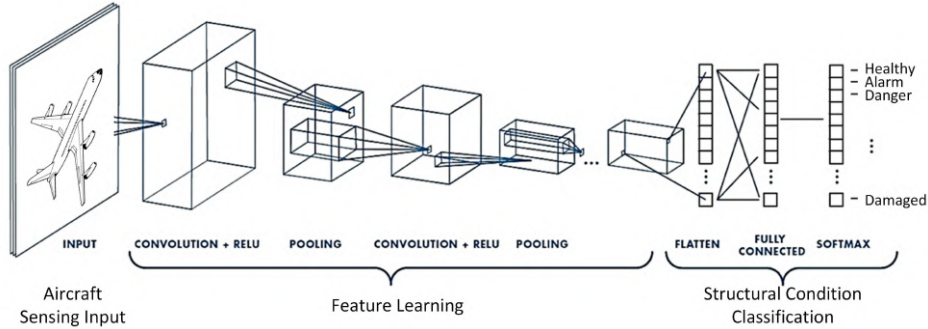 Healthy
Alarm
Danger
Damaged
INPUT
CONVOLUTION + RELU
POOLING
CONVOLUTION + RELU
POOLING
FLATTEN
FULLY
CONNECTED
SOFTMAX
Aircraft
Sensing Input
Feature Learning
Structural Condition
Classification